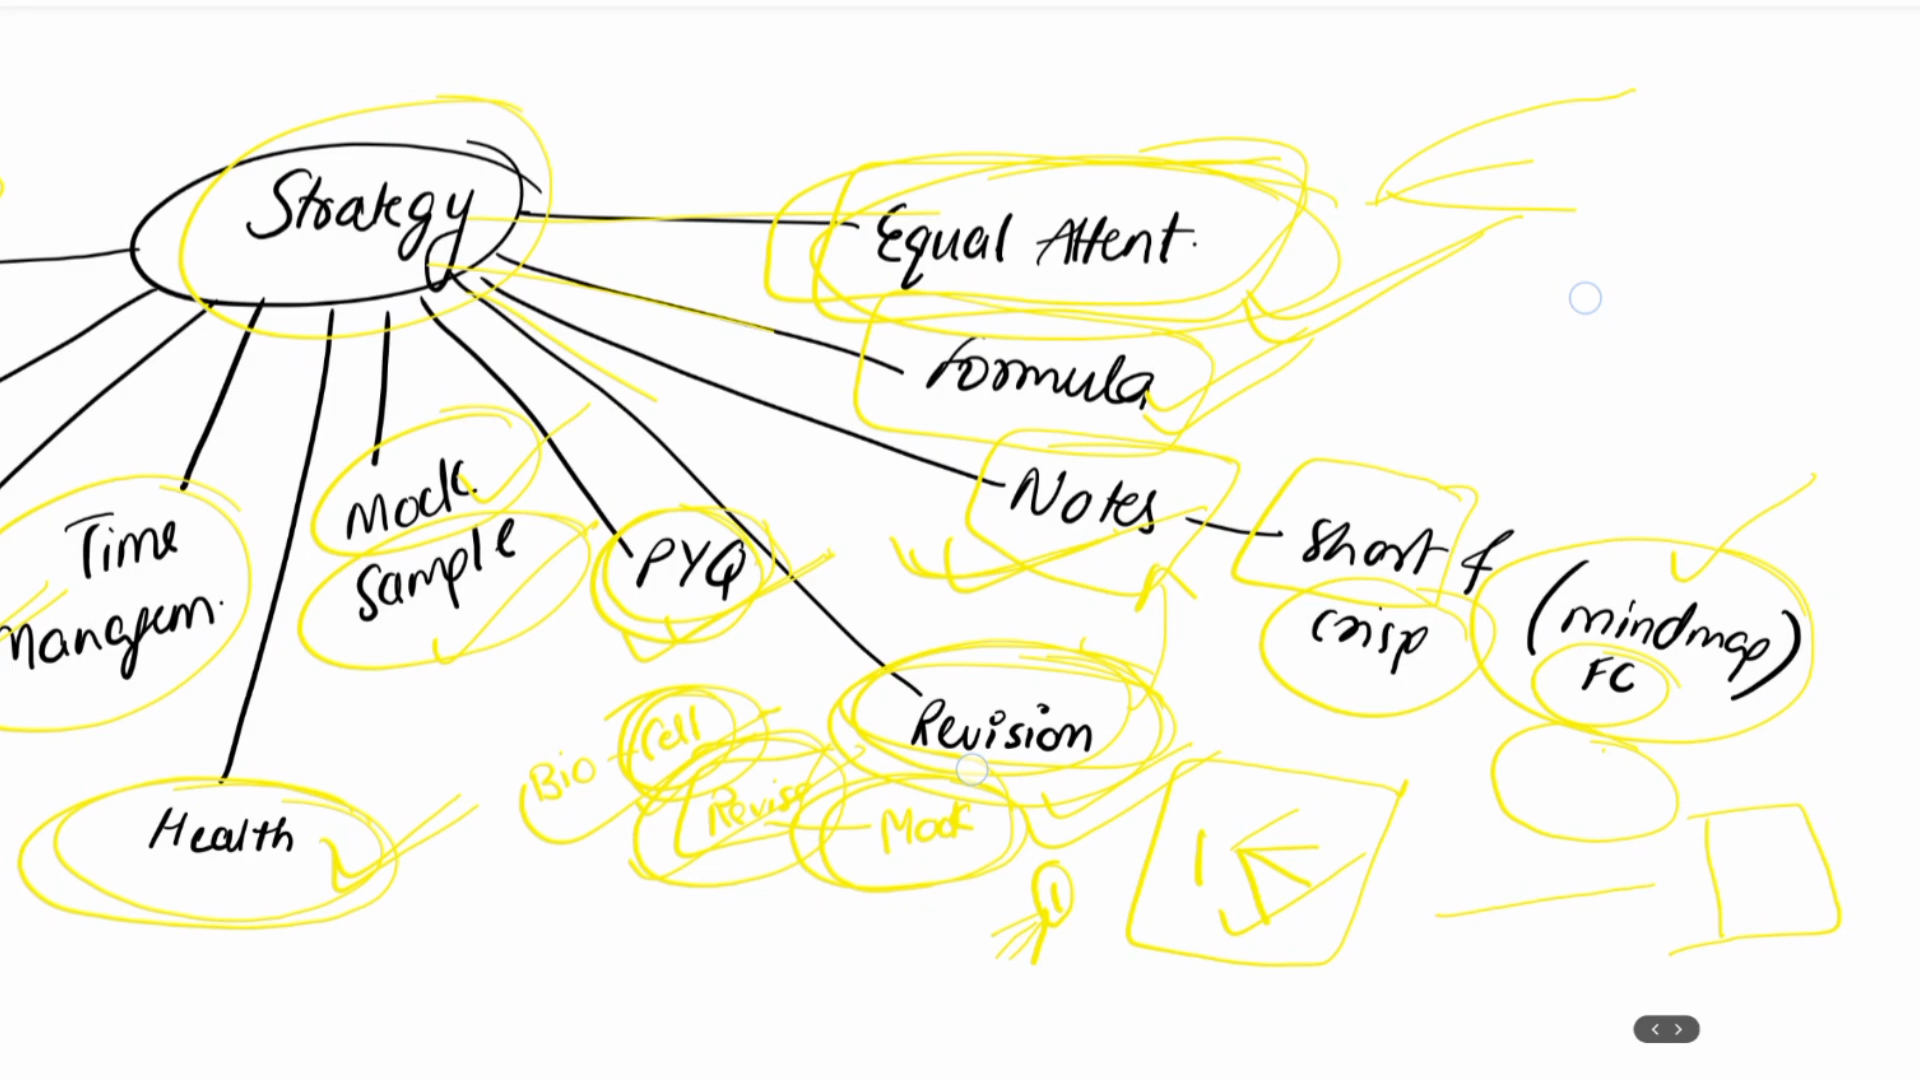 Strategy
Equal Attent.
formula
Notes
short &
crisp
(mindmap)
FC
Mock
Sample
PYQ
Time
Managem.
Revision
Bio - Cell
Revise
Mock
Health